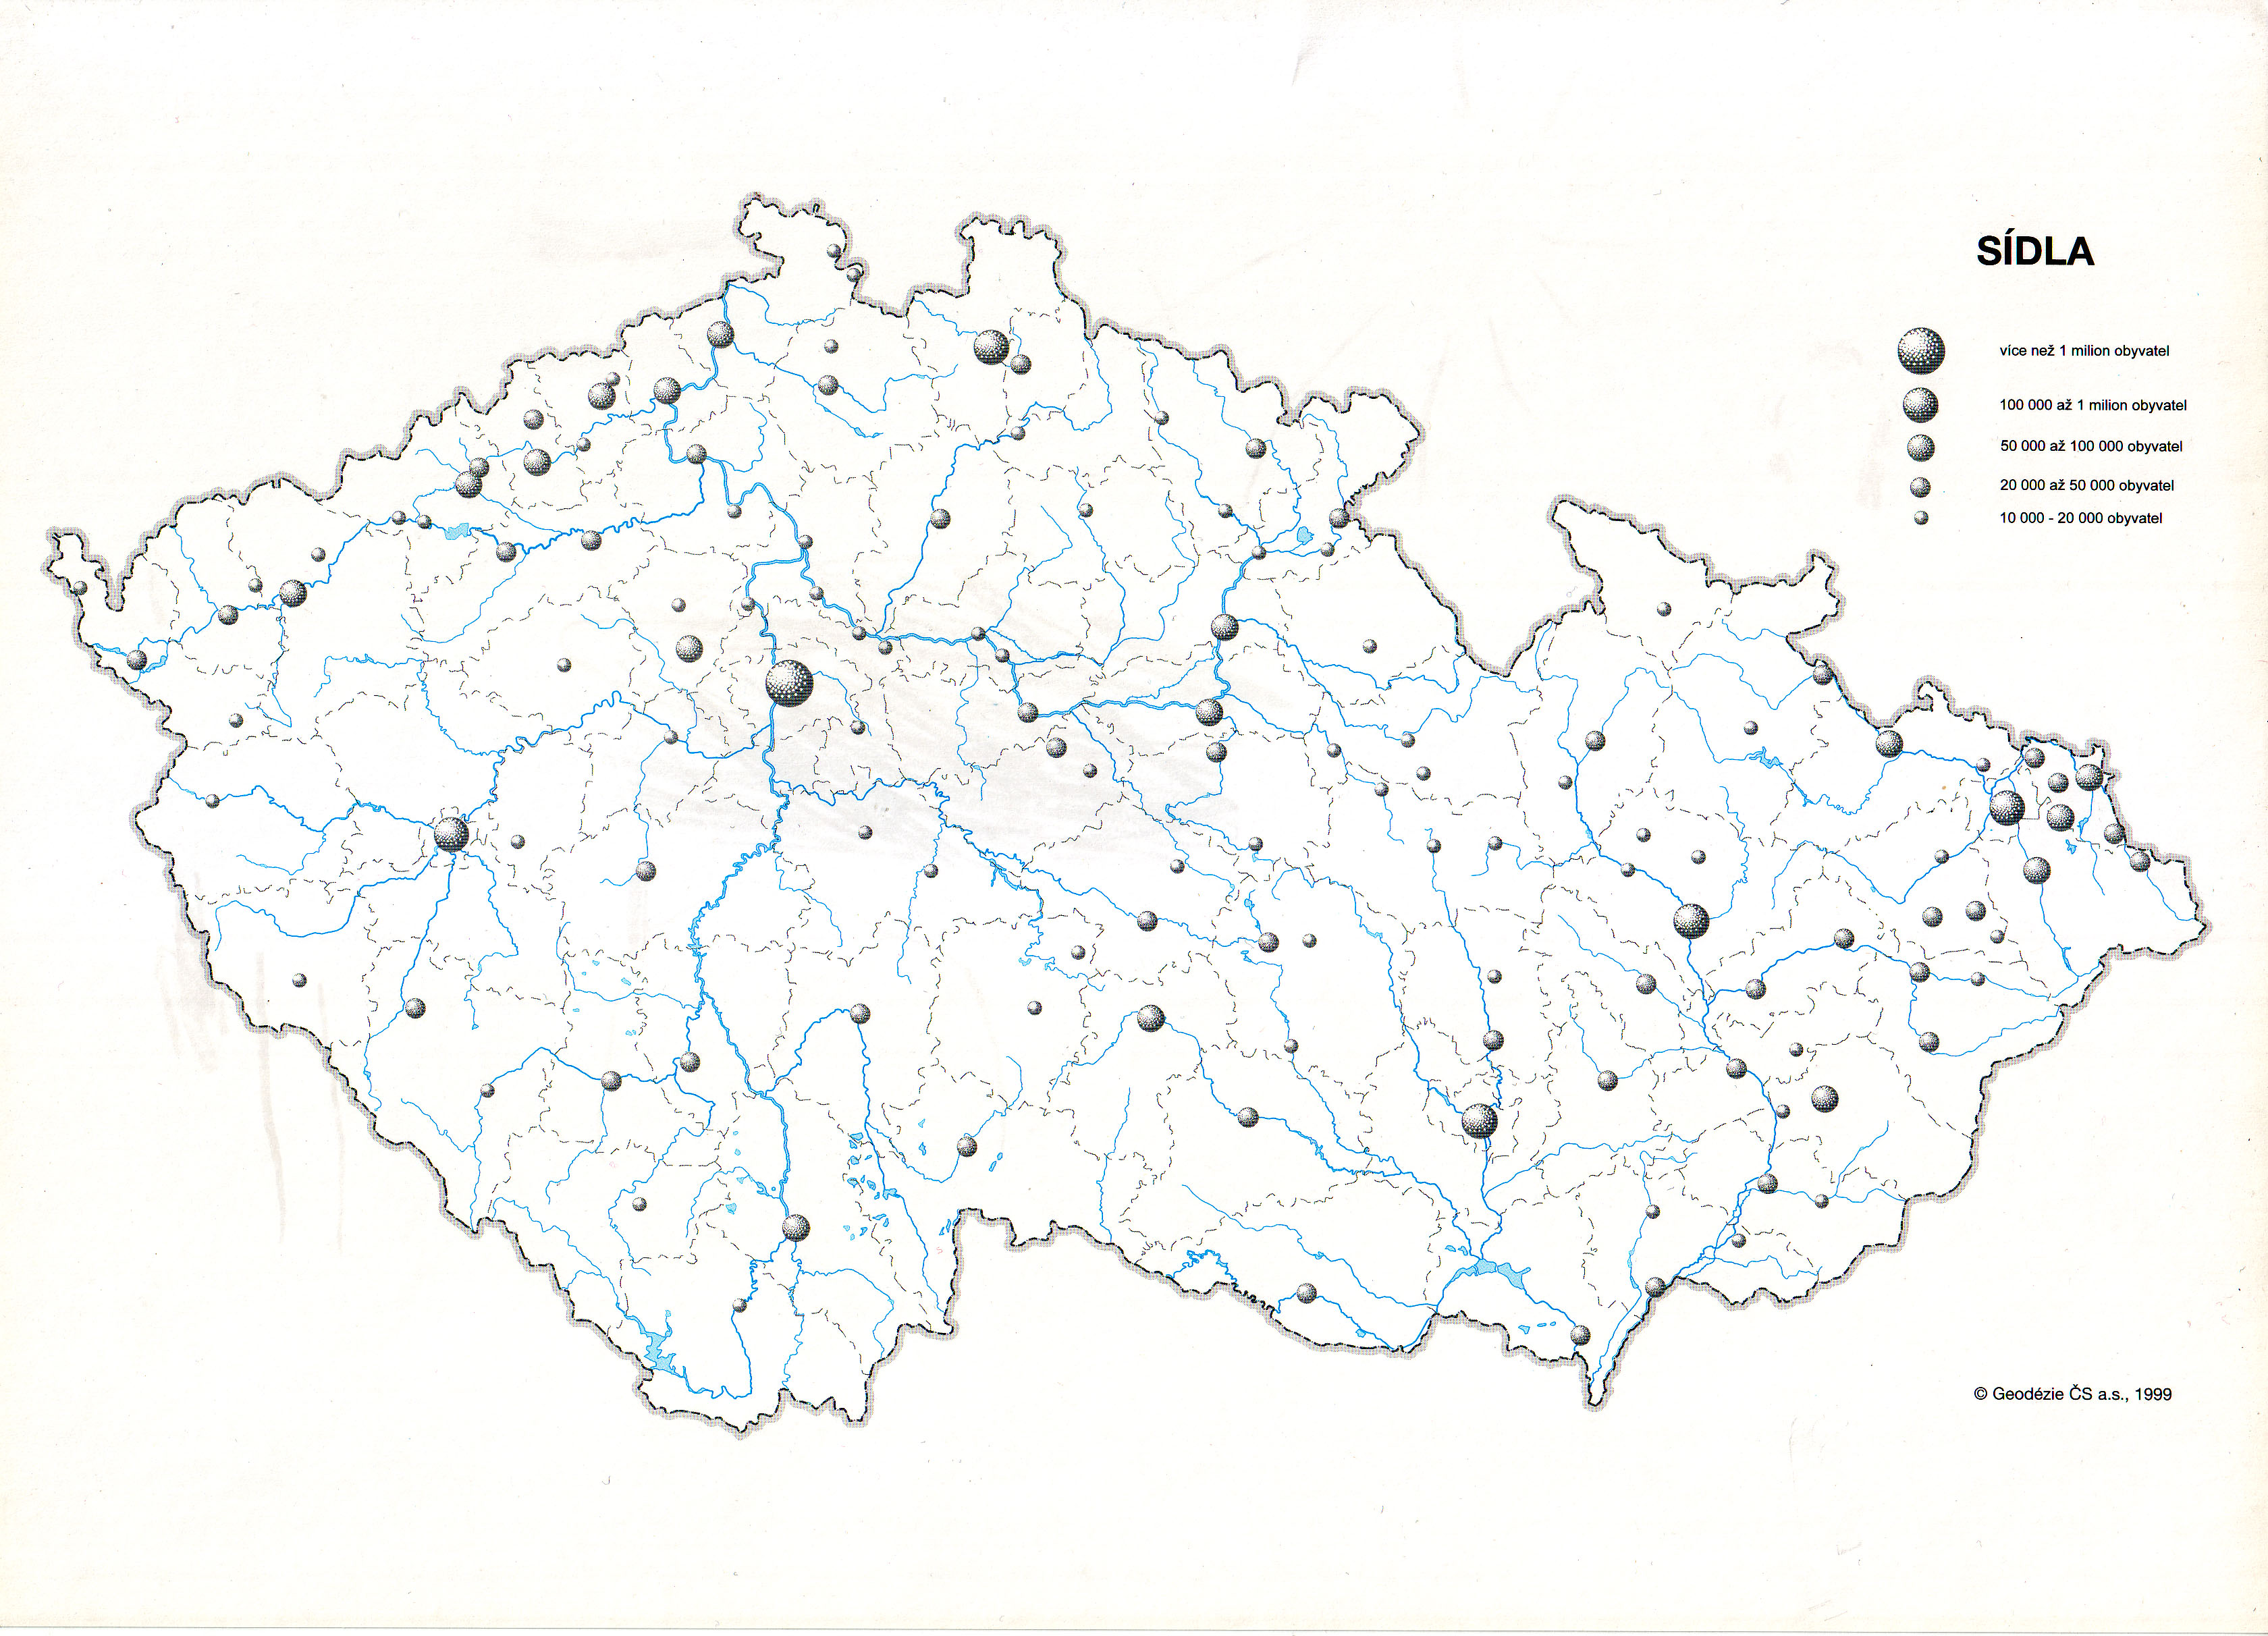 SÍDLA
více než 1 milion obyvatel
100 000 až 1 milion obyvatel
50 000 až 100 000 obyvatel
20 000 až 50 000 obyvatel
10 000 - 20 000 obyvatel
© Geodézie ČS a.s., 1999